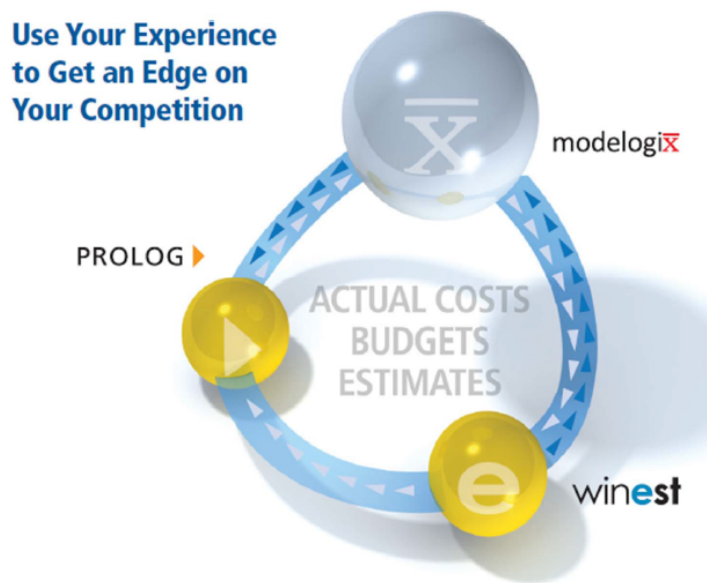 Use Your Experience
to Get an Edge on
Your Competition
x̅
modelogix̅
PROLOG
ACTUAL COSTS
BUDGETS
ESTIMATES
e
winest